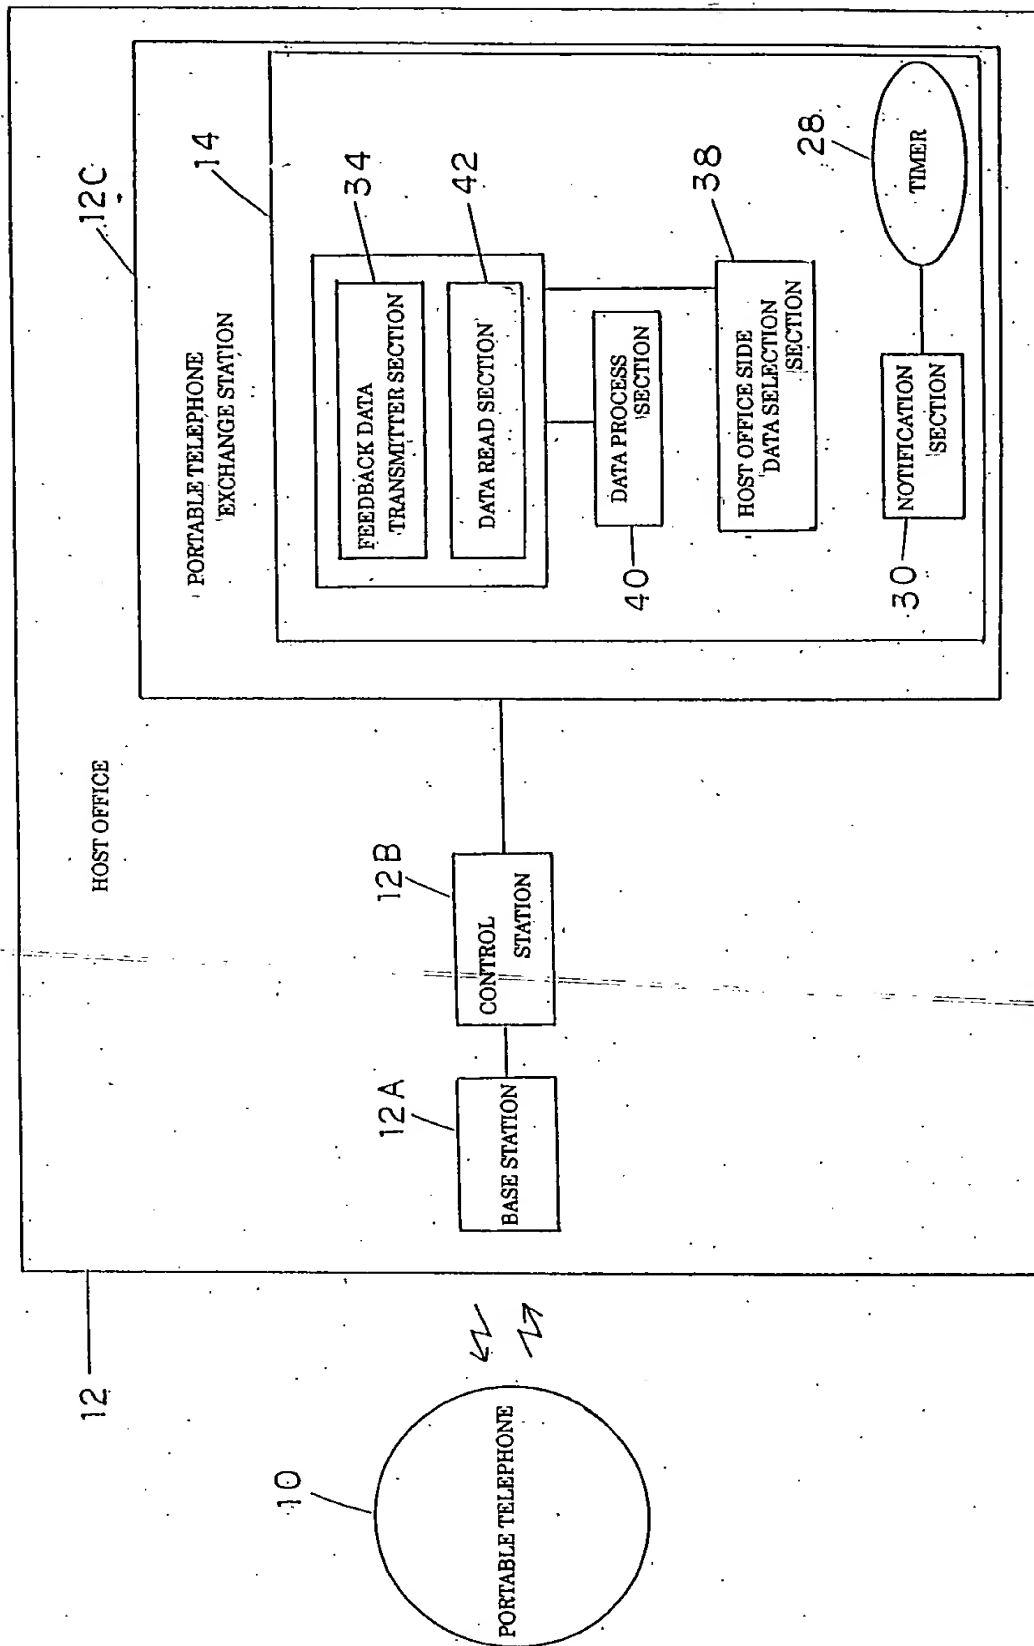 HOST OFFICE
12
PORTABLE TELEPHONE
10
BASE STATION
12A
CONTROL
STATION
12B
PORTABLE TELEPHONE
EXCHANGE STATION
12C
14
FEEDBACK DATA
TRANSMITTER SECTION
34
DATA READ SECTION
42
DATA PROCESS
SECTION
40
HOST OFFICE SIDE
DATA SELECTION
SECTION
38
NOTIFICATION
SECTION
30
TIMER
28